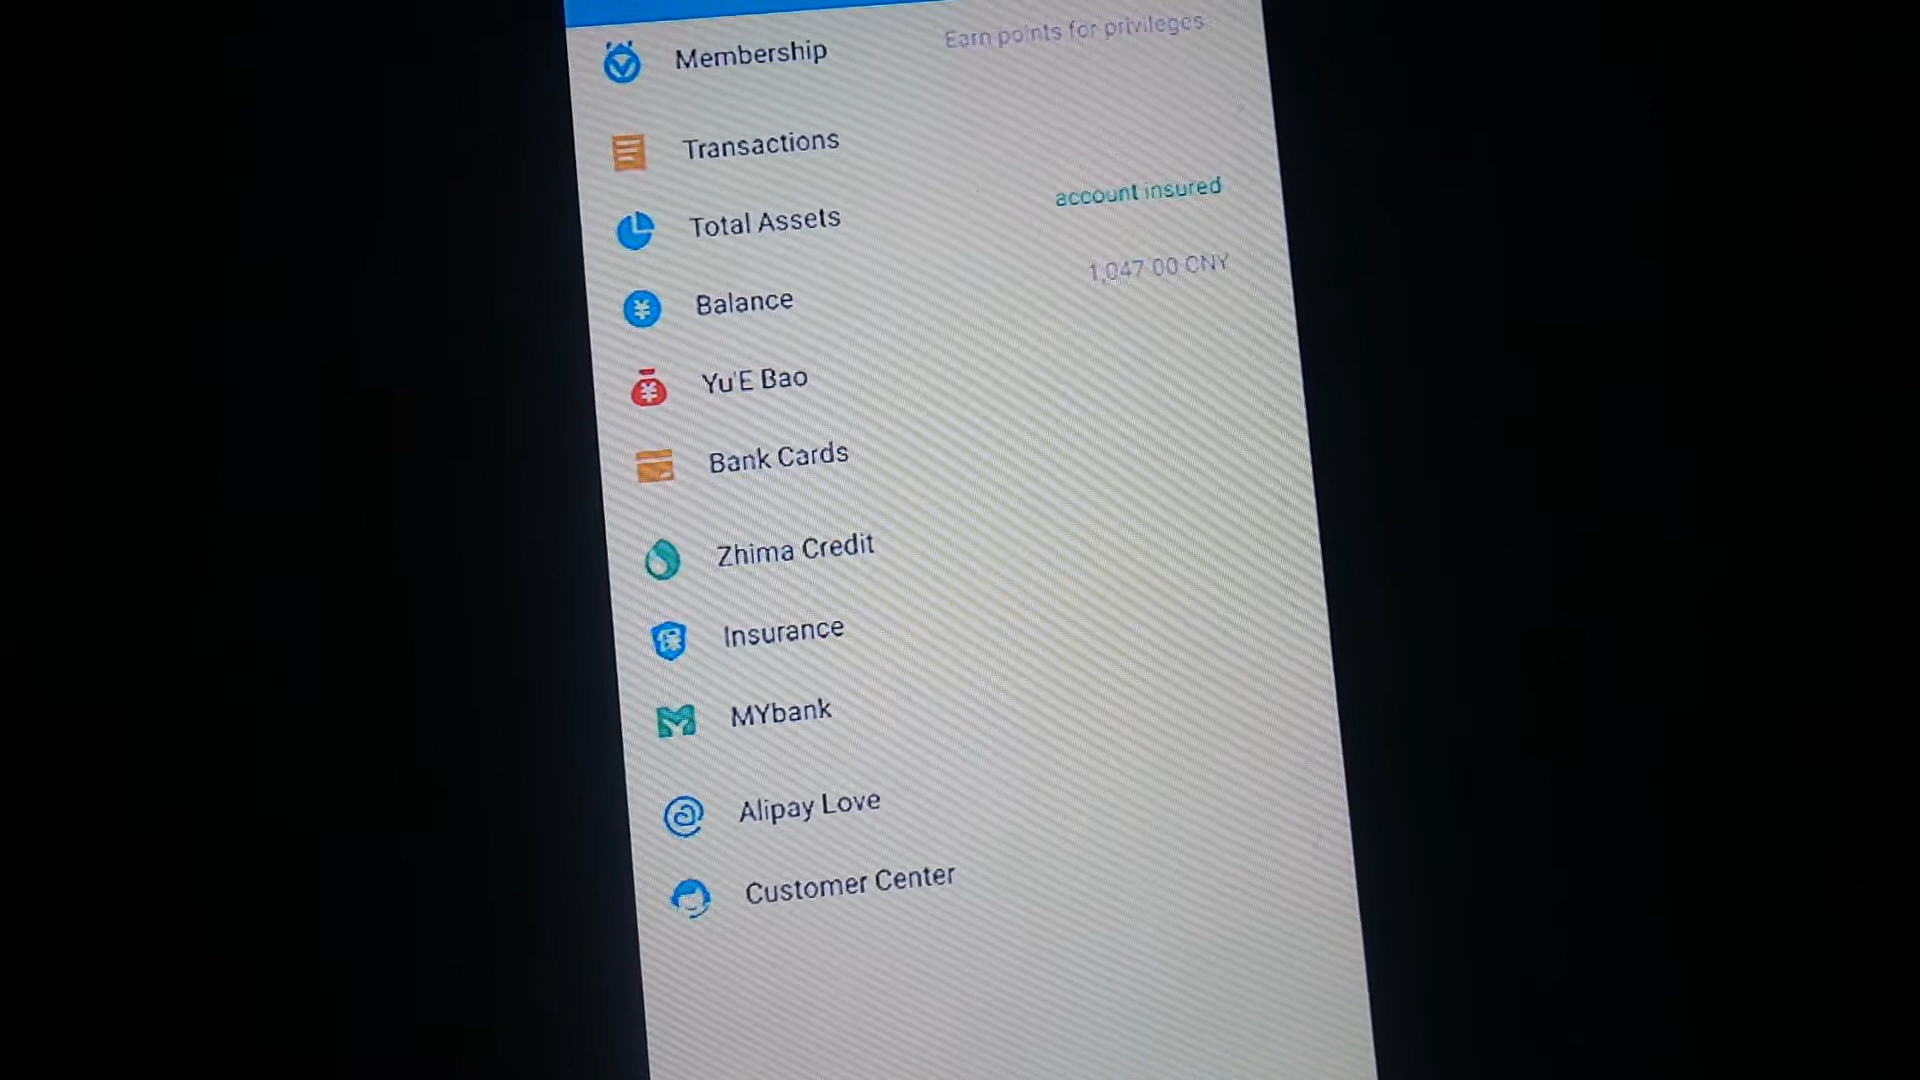 Membership Earn points for privileges
Transactions
Total Assets account insured
Balance 1,047.00 CNY
Yu'E Bao
Bank Cards
Zhima Credit
Insurance
保
MYbank
Alipay Love
Customer Center